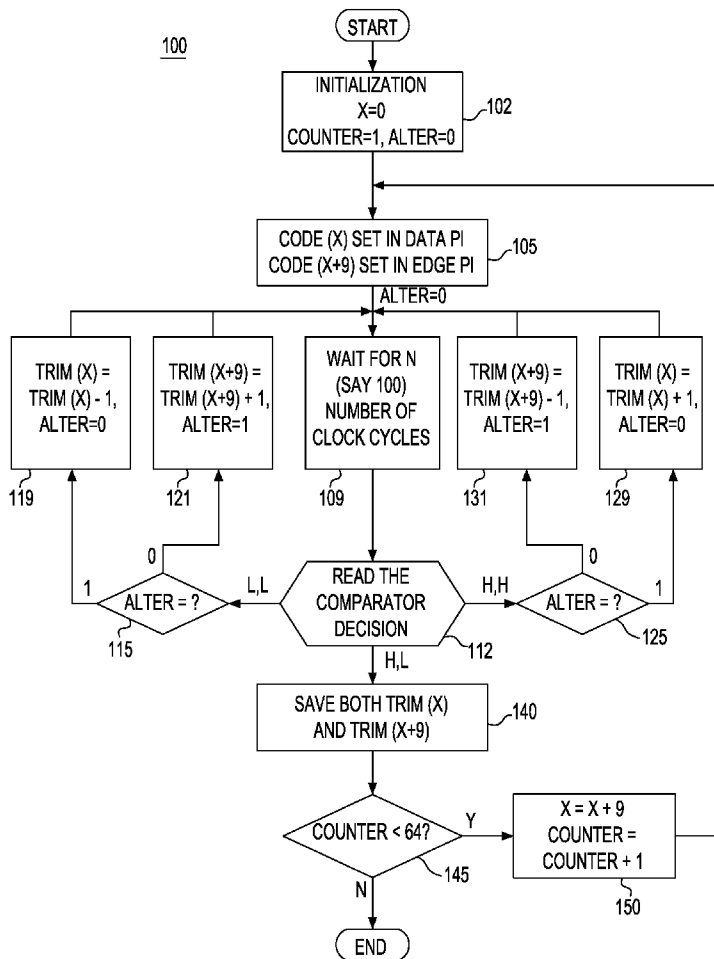 START
100
INITIALIZATION
X=0
COUNTER=1, ALTER=0
102
CODE (X) SET IN DATA PI
CODE (X+9) SET IN EDGE PI
105
ALTER=0
TRIM (X) =
TRIM (X) - 1,
ALTER=0
119
TRIM (X+9) =
TRIM (X+9) + 1,
ALTER=1
121
WAIT FOR N
(SAY 100)
NUMBER OF
CLOCK CYCLES
109
TRIM (X+9) =
TRIM (X+9) - 1,
ALTER=1
131
TRIM (X) =
TRIM (X) + 1,
ALTER=0
129
1
0
ALTER = ?
115
L,L
READ THE
COMPARATOR
DECISION
112
H,H
0
1
ALTER = ?
125
H,L
SAVE BOTH TRIM (X)
AND TRIM (X+9)
140
COUNTER < 64?
145
Y
N
X = X + 9
COUNTER =
COUNTER + 1
150
END